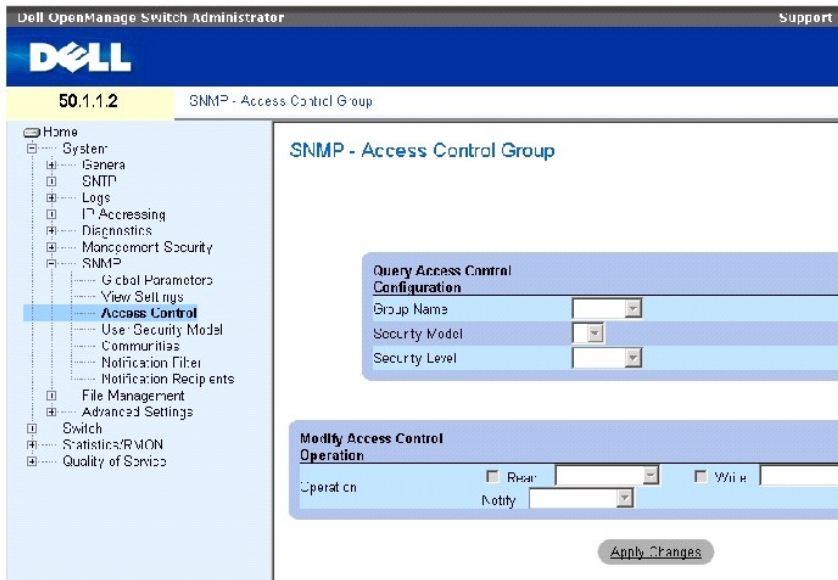 Dell OpenManage Switch Administrator
Support
DELL
50.1.1.2
SNMP - Access Control Group
Home
System
General
SNTP
Logs
IP Addressing
Diagnostics
Management Security
SNMP
Global Parameters
View Settings
Access Control
User Security Model
Communities
Notification Filter
Notification Recipients
File Management
Advanced Settings
Switch
Statistics/RMON
Quality of Service
SNMP - Access Control Group
Query Access Control
Configuration
Group Name
Security Model
Security Level
Modify Access Control
Operation
Operation
Read
Write
Notify
Apply Changes